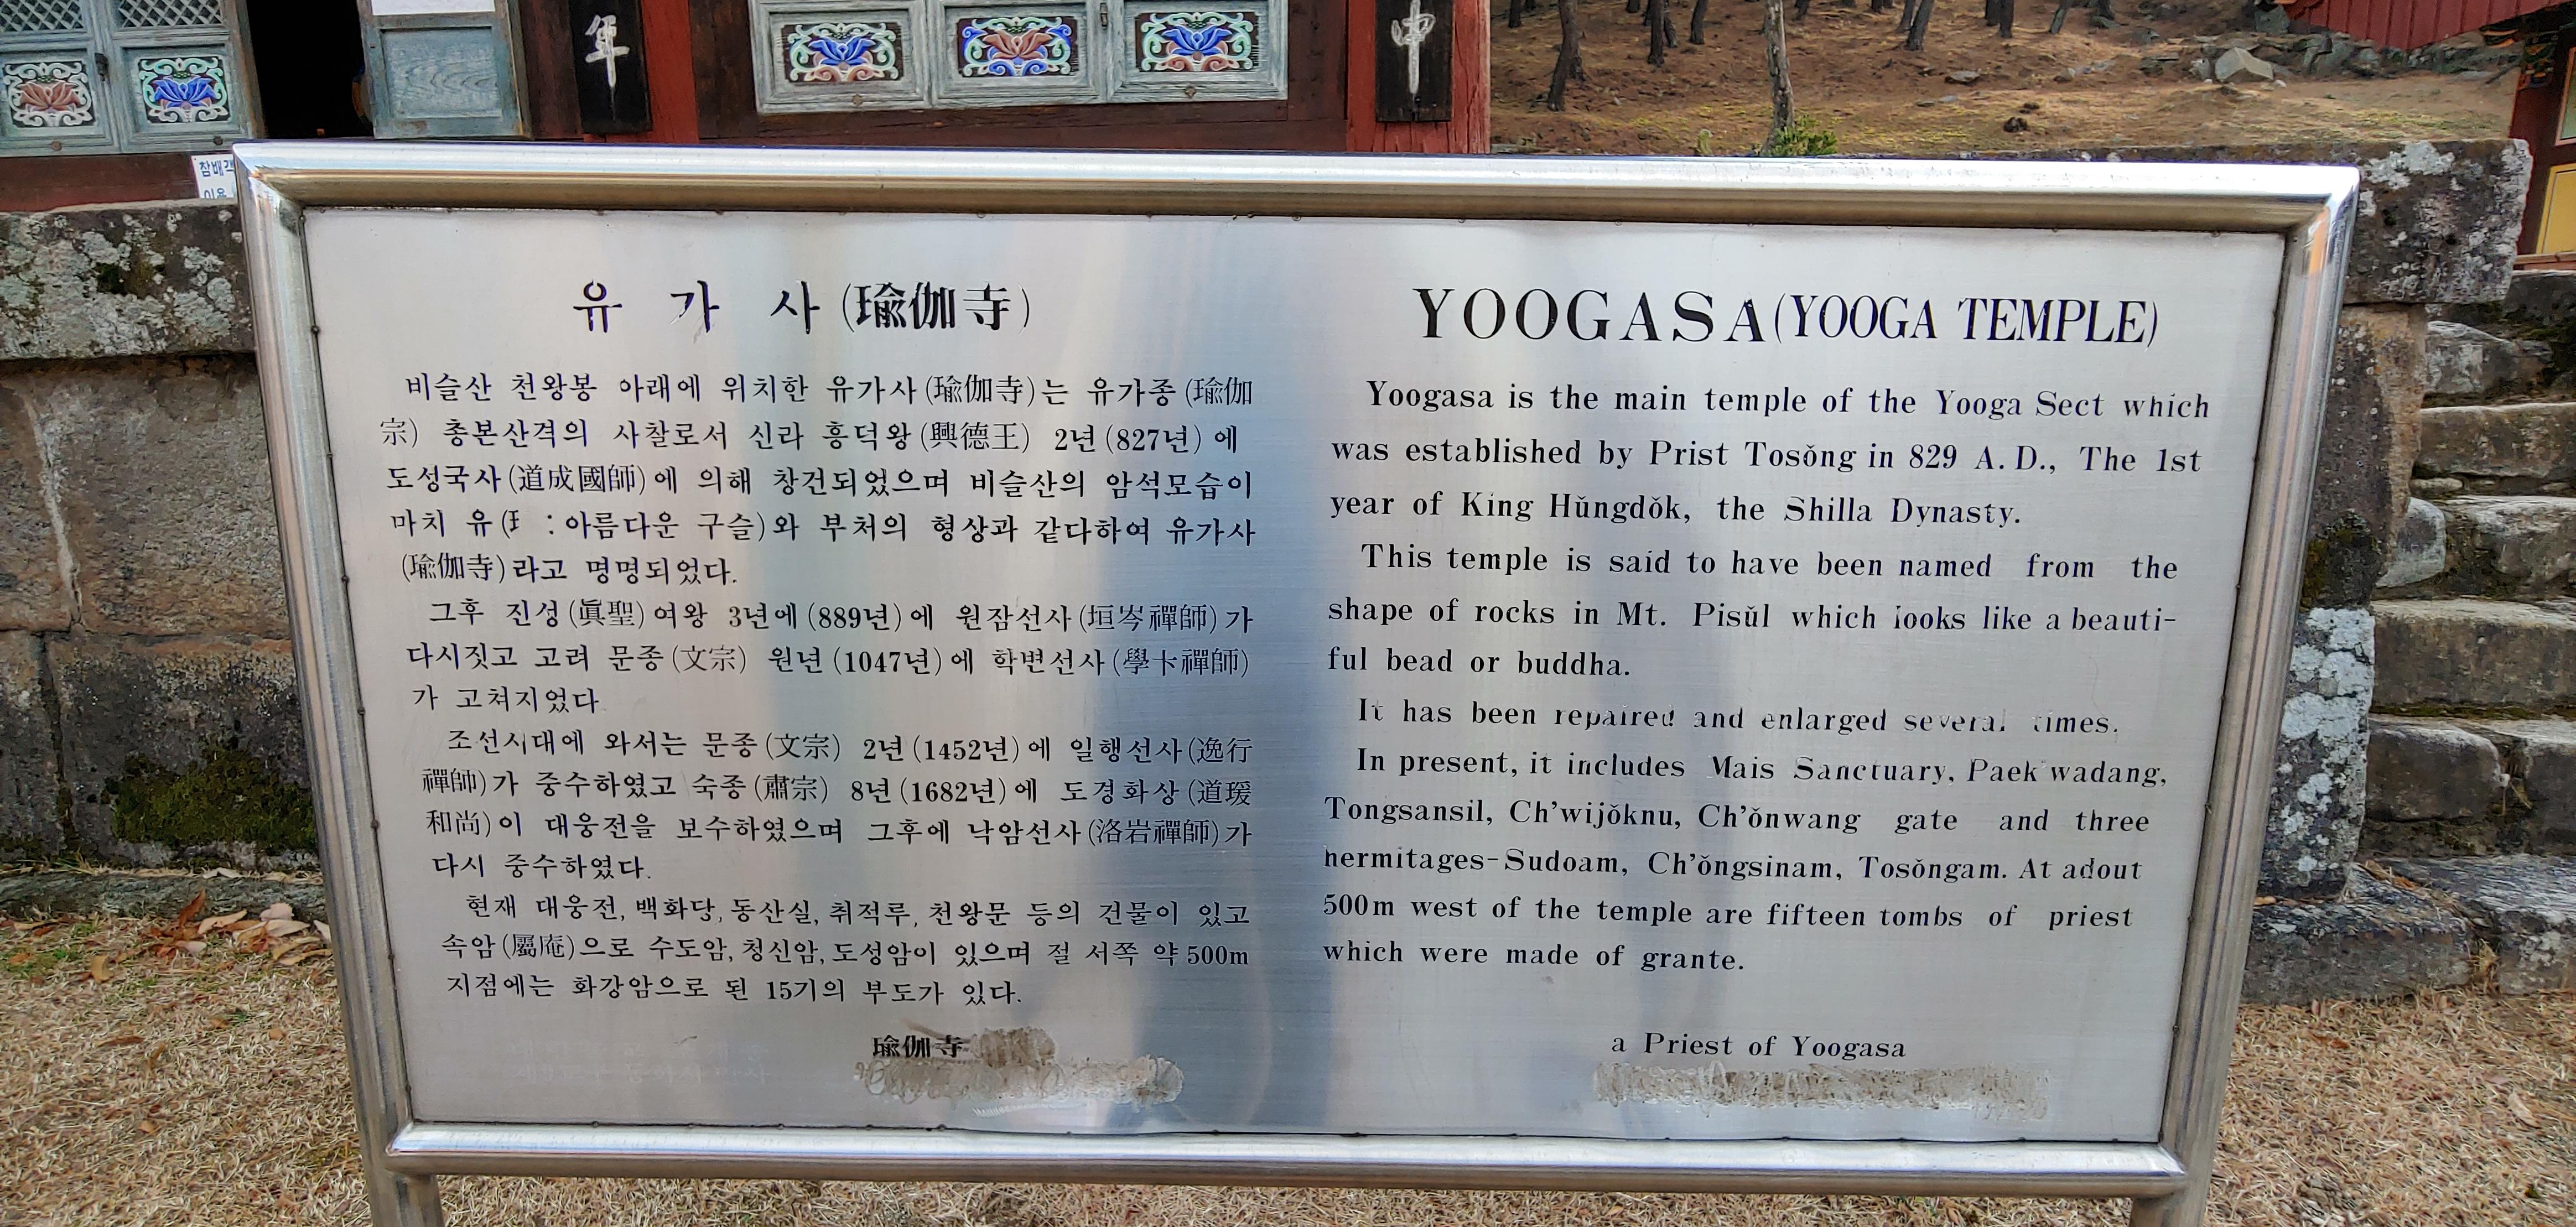 年
中
참배객
이용
유 가 사 (瑜伽寺)
비슬산 천왕봉 아래에 위치한 유가사(瑜伽寺)는 유가종(瑜伽
宗) 총본산격의 사찰로서 신라 흥덕왕(興德王) 2년(827년)에
도성국사(道成國師)에 의해 창건되었으며 비슬산의 암석모습이
마치 유( :아름다운 구슬)와 부처의 형상과 같다하여 유가사
(瑜伽寺)라고 명명되었다.
그후 진성(眞聖)여왕 3년에(889년)에 원잠선사(垣岑禪師)가
다시짓고 고려 문종(文宗) 원년(1047년)에 학변선사(學卞禪師)
가 고쳐지었다
조선시대에 와서는 문종(文宗) 2년(1452년)에 일행선사(逸行
禪師)가 중수하였고 숙종(肅宗) 8년(1682년)에 도경화상(道瑗
和尚)이 대웅전을 보수하였으며 그후에 낙암선사(洛岩禪師)가
다시 중수하였다.
현재 대웅전, 백화당, 동산실, 취적루, 천왕문 등의 건물이 있고
속암(屬庵)으로 수도암, 청신암, 도성암이 있으며 절 서쪽 약 500m
지점에는 화강암으로 된 15기의 부도가 있다.
瑜伽寺
YOOGASA(YOOGA TEMPLE)
Yoogasa is the main temple of the Yooga Sect which
was established by Prist Tosŏng in 829 A.D., The 1st
year of King Hŭngdŏk, the Shilla Dynasty.
This temple is said to have been named from the
shape of rocks in Mt. Pisŭl which looks like a beauti-
ful bead or buddha.
It has been repaired and enlarged several times.
In present, it includes Mais Sanctuary, Paek wadang,
Tongsansil, Ch'wijŏknu, Ch'ŏnwang gate and three
hermitages-Sudoam, Ch'ŏngsinam, Tosŏngam. At adout
500m west of the temple are fifteen tombs of priest
which were made of grante.
a Priest of Yoogasa